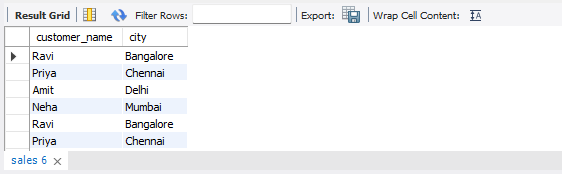 Result Grid Filter Rows: Export: Wrap Cell Content: IA
customer_name city
Ravi Bangalore
Priya Chennai
Amit Delhi
Neha Mumbai
Ravi Bangalore
Priya Chennai
sales 6